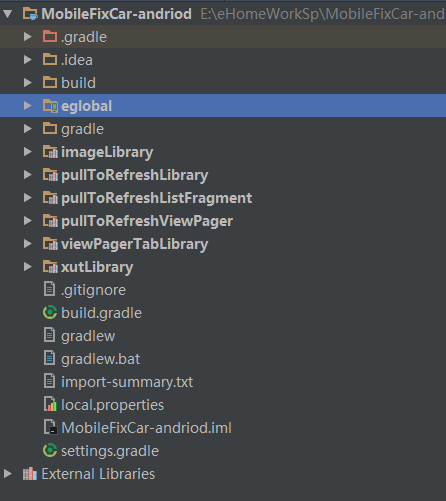 MobileFixCar-andriod E:\eHomeWorkSp\MobileFixCar-and
.gradle
.idea
build
eglobal
gradle
imageLibrary
pullToRefreshLibrary
pullToRefreshListFragment
pullToRefreshViewPager
viewPagerTabLibrary
xutLibrary
.gitignore
build.gradle
gradlew
gradlew.bat
import-summary.txt
local.properties
MobileFixCar-andriod.iml
settings.gradle
External Libraries